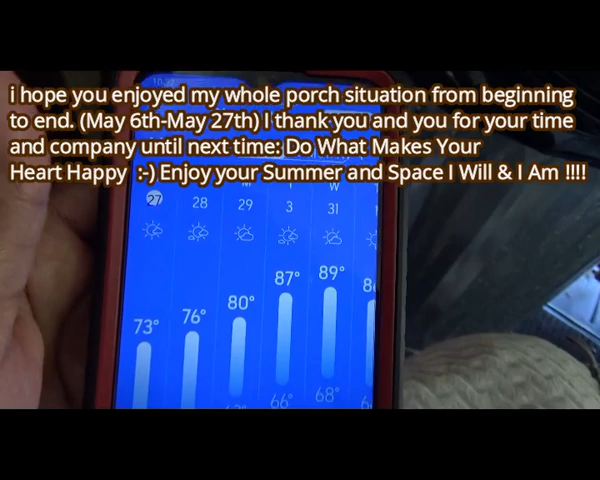 i hope you enjoyed my whole porch situation from beginning
to end. (May 6th-May 27th) I thank you and you for your time
and company until next time: Do What Makes Your
Heart Happy :-) Enjoy your Summer and Space I Will & I Am !!!!
27 28 29 3 31
73° 76° 80° 87° 89°
66° 68°